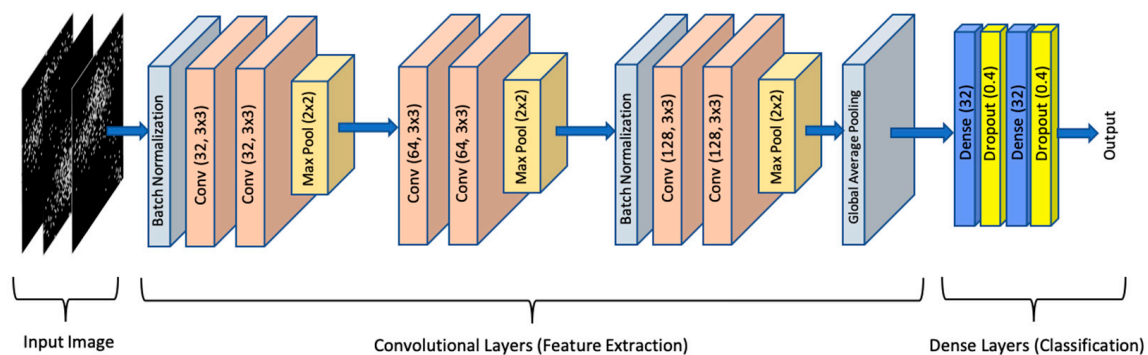 Batch Normalization
Conv (32, 3x3)
Conv (32, 3x3)
Max Pool (2x2)
Conv (64, 3x3)
Conv (64, 3x3)
Max Pool (2x2)
Batch Normalization
Conv (128, 3x3)
Conv (128, 3x3)
Max Pool (2x2)
Global Average Pooling
Dense (32)
Dropout (0.4)
Dense (32)
Dropout (0.4)
Output
Input Image
Convolutional Layers (Feature Extraction)
Dense Layers (Classification)